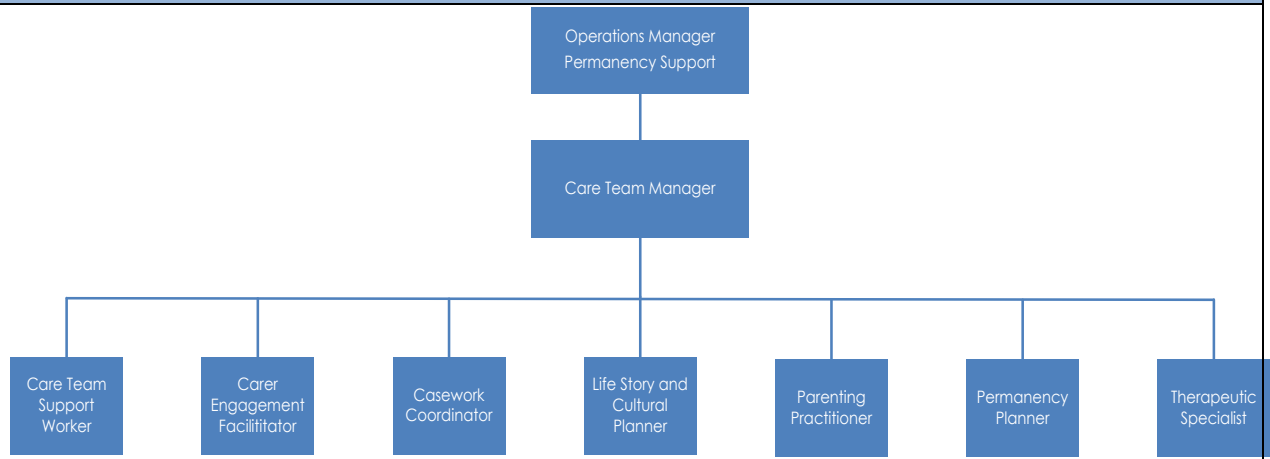 Operations Manager
Permanency Support
Care Team Manager
Care Team
Support
Worker
Carer
Engagement
Facilititator
Casework
Coordinator
Life Story and
Cultural
Planner
Parenting
Practitioner
Permanency
Planner
Therapeutic
Specialist